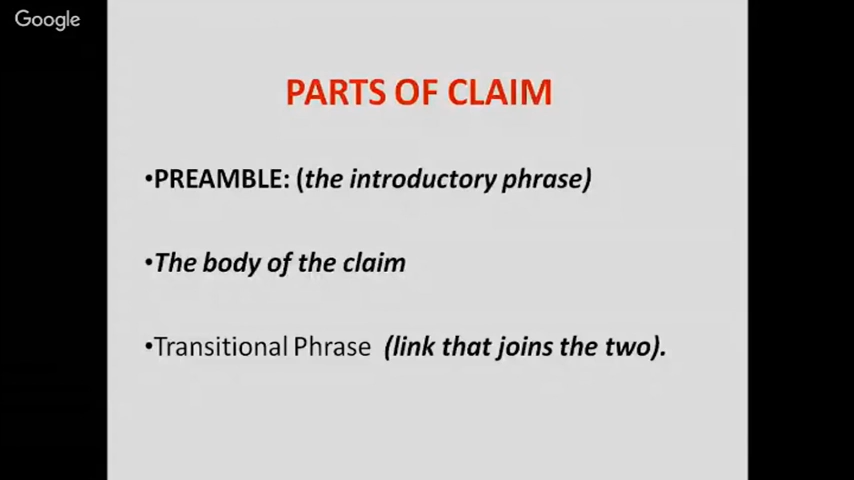 Google
PARTS OF CLAIM
•PREAMBLE: (the introductory phrase)
•The body of the claim
•Transitional Phrase (link that joins the two).